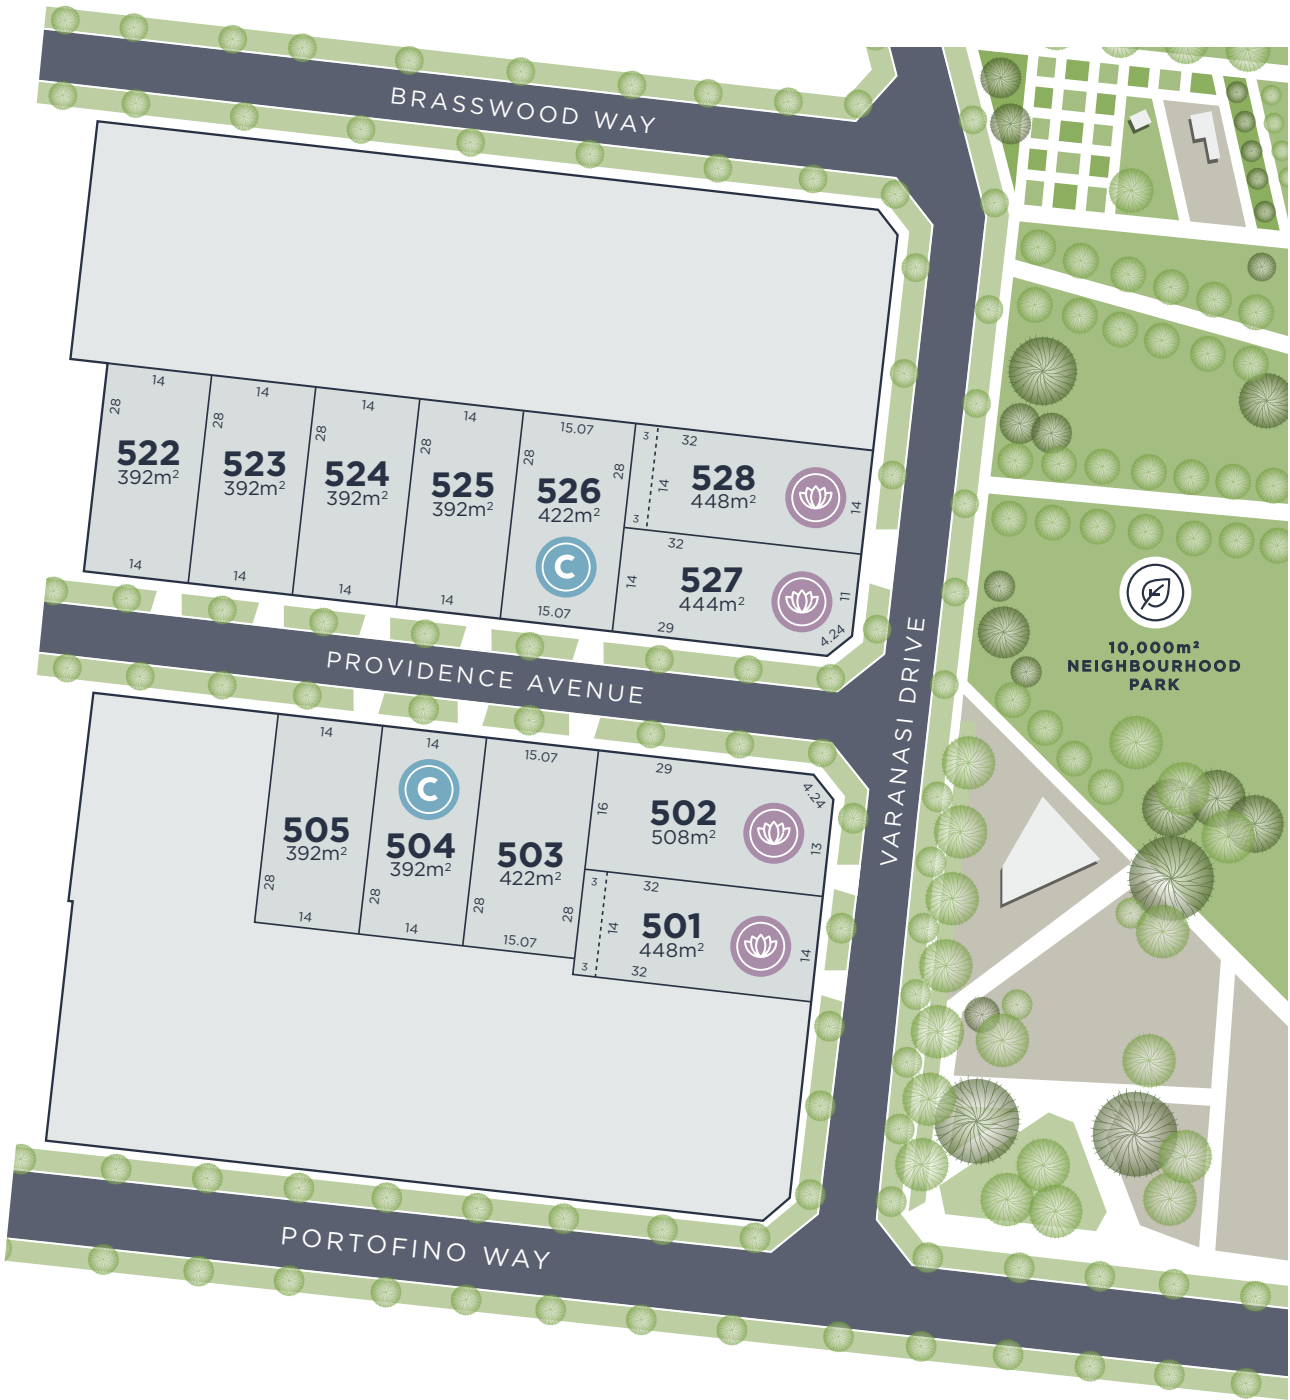 BRASSWOOD WAY
14
28
522
392m²
14
14
28
523
392m²
14
14
28
524
392m²
14
14
28
525
392m²
14
15.07
28
28
526
422m²
C
15.07
3
32
14
528
448m²
14
3
32
14
527
444m²
11
29
4.24
PROVIDENCE AVENUE
VARANASI DRIVE
10,000m²
NEIGHBOURHOOD
PARK
14
505
392m²
28
14
14
C
504
392m²
28
14
15.07
503
422m²
28
28
15.07
29
4.24
16
502
508m²
13
3
32
14
501
448m²
14
3
32
PORTOFINO WAY